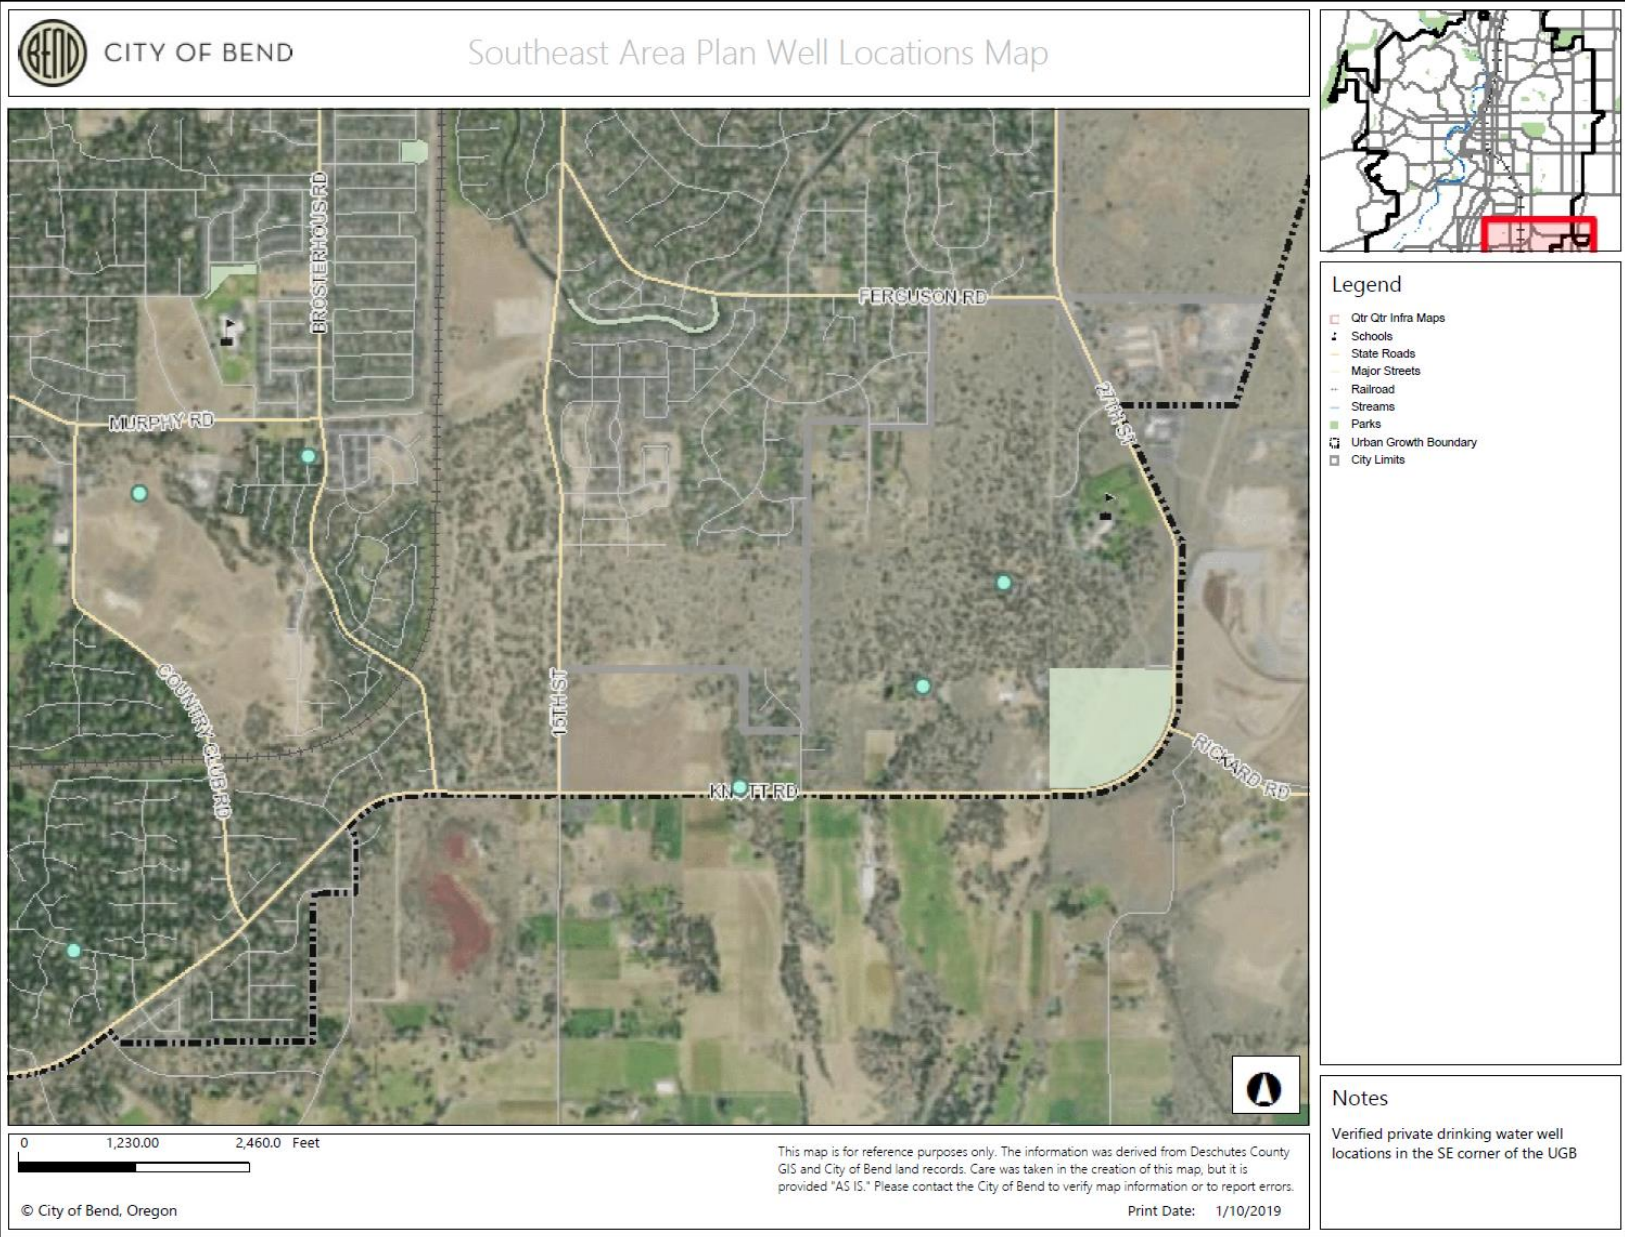 BEND
CITY OF BEND
Southeast Area Plan Well Locations Map
BROSTERHOUS RD
FERGUSON RD
27TH ST
MURPHY RD
15TH ST
COUNTRY CLUB RD
KNOTT RD
RICKARD RD
Legend
Qtr Qtr Infra Maps
Schools
State Roads
Major Streets
Railroad
Streams
Parks
Urban Growth Boundary
City Limits
Notes
Verified private drinking water well
locations in the SE corner of the UGB
0 1,230.00 2,460.0 Feet
© City of Bend, Oregon
This map is for reference purposes only. The information was derived from Deschutes County
GIS and City of Bend land records. Care was taken in the creation of this map, but it is
provided "AS IS." Please contact the City of Bend to verify map information or to report errors.
Print Date: 1/10/2019